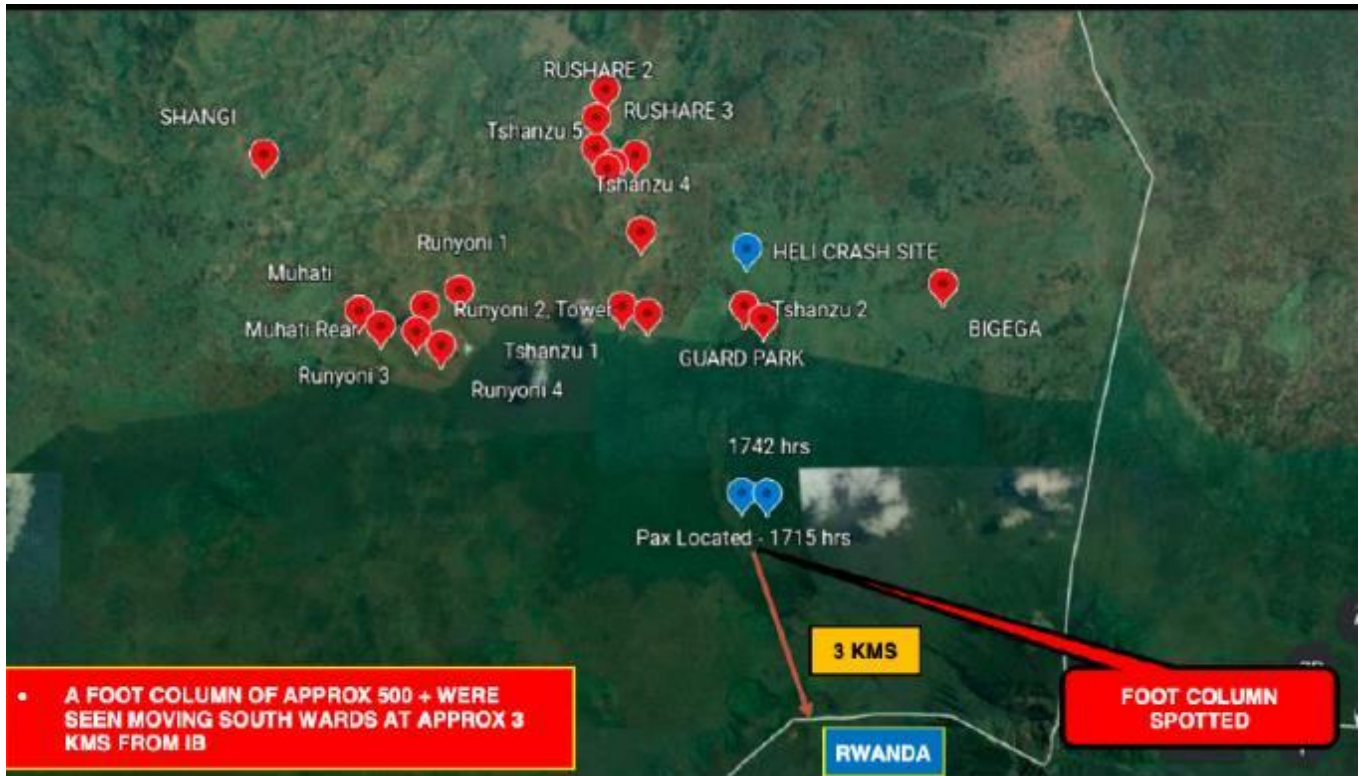 RUSHARE 2
RUSHARE 3
SHANGI
Tshanzu 5
Tshanzu 4
Runyoni 1
HELI CRASH SITE
Muhati
Runyoni 2, Tower
Tshanzu 2
Muhati Rear
BIGEGA
Tshanzu 1
GUARD PARK
Runyoni 3
Runyoni 4
1742 hrs
Pax Located - 1715 hrs
3 KMS
• A FOOT COLUMN OF APPROX 500 + WERE
SEEN MOVING SOUTH WARDS AT APPROX 3
KMS FROM IB
FOOT COLUMN
SPOTTED
RWANDA